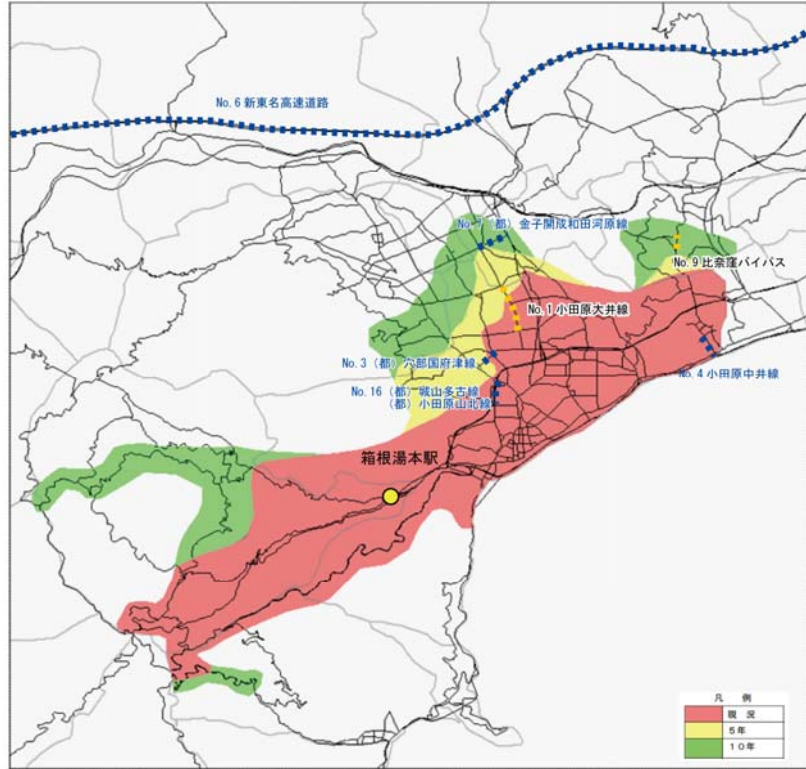 No.6 新東名高速道路
No.7（都）金子開成和田河原線
No.9 比奈窪バイパス
No.1 小田原大井線
No.3（都）穴部国府津線
No.4 小田原中井線
No.16（都）城山多古線
（都）小田原山北線
箱根湯本駅
凡 例
現 況
5年
10年